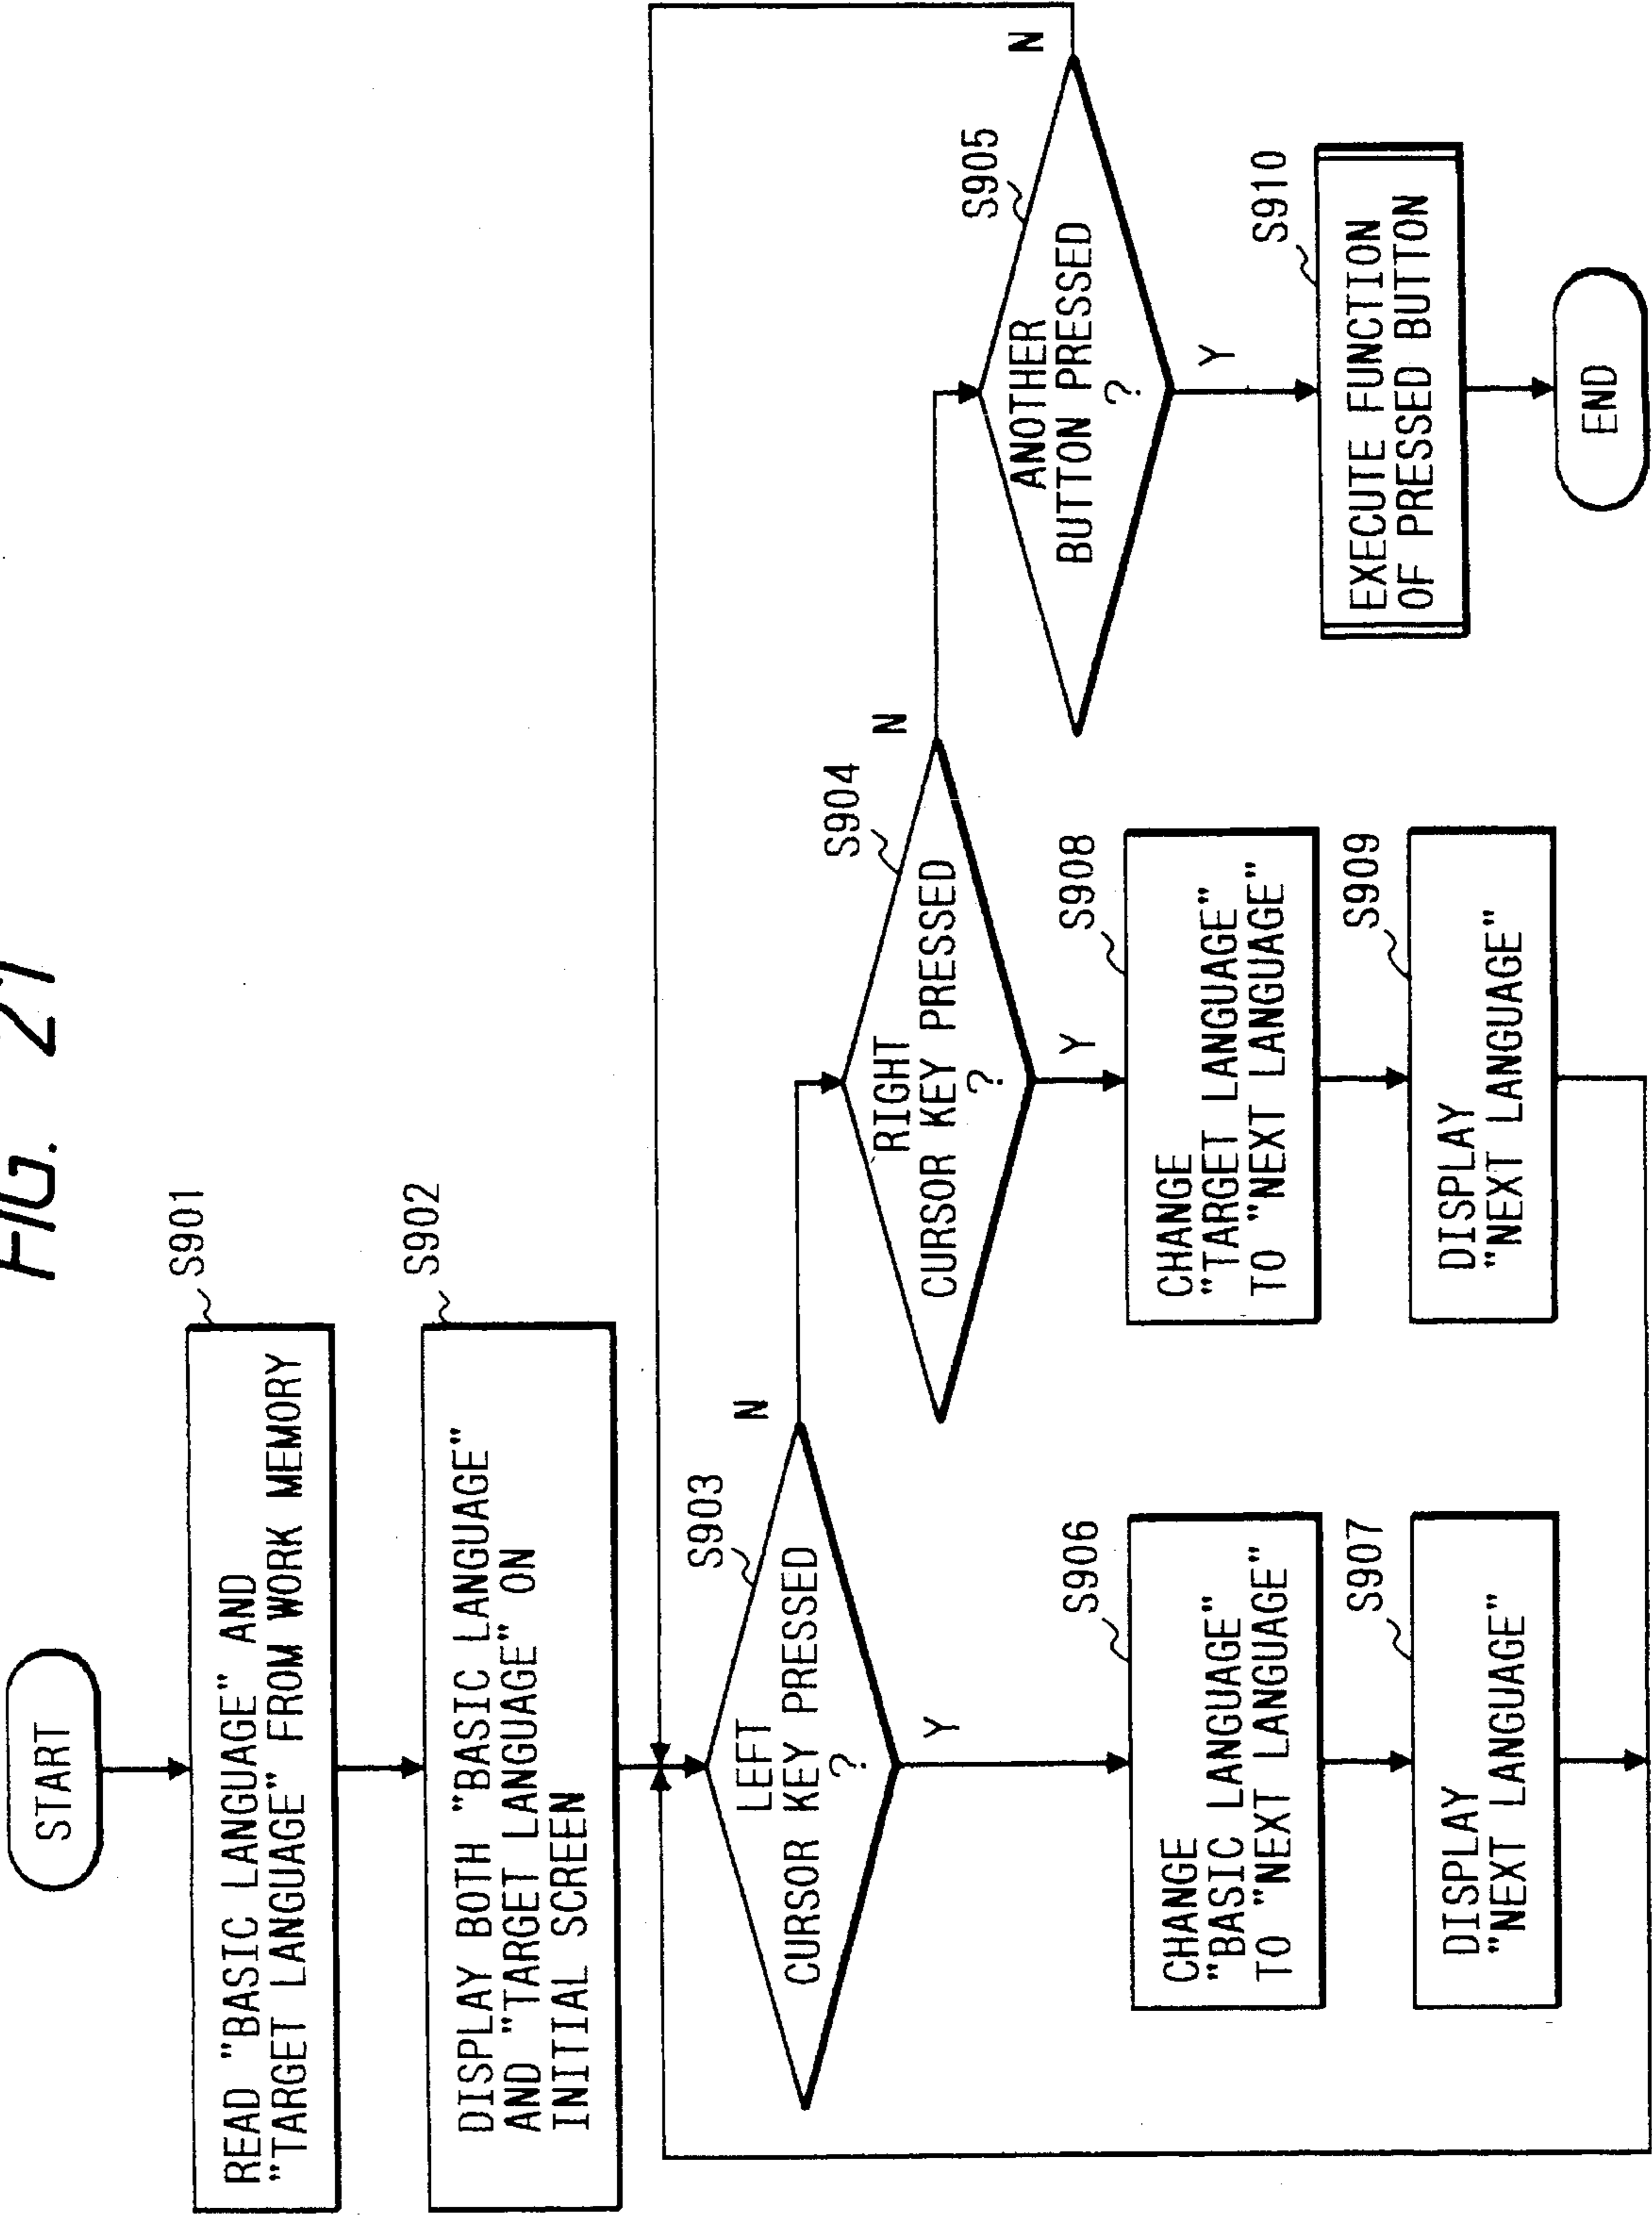 FIG. 21
START
S901
READ "BASIC LANGUAGE" AND
"TARGET LANGUAGE" FROM WORK MEMORY
S902
DISPLAY BOTH "BASIC LANGUAGE"
AND "TARGET LANGUAGE" ON
INITIAL SCREEN
S903
LEFT
CURSOR KEY PRESSED
?
N
Y
S906
CHANGE
"BASIC LANGUAGE"
TO "NEXT LANGUAGE"
S907
DISPLAY
"NEXT LANGUAGE"
S904
RIGHT
CURSOR KEY PRESSED
?
N
Y
S908
CHANGE
"TARGET LANGUAGE"
TO "NEXT LANGUAGE"
S909
DISPLAY
"NEXT LANGUAGE"
S905
ANOTHER
BUTTON PRESSED
?
N
Y
S910
EXECUTE FUNCTION
OF PRESSED BUTTON
END